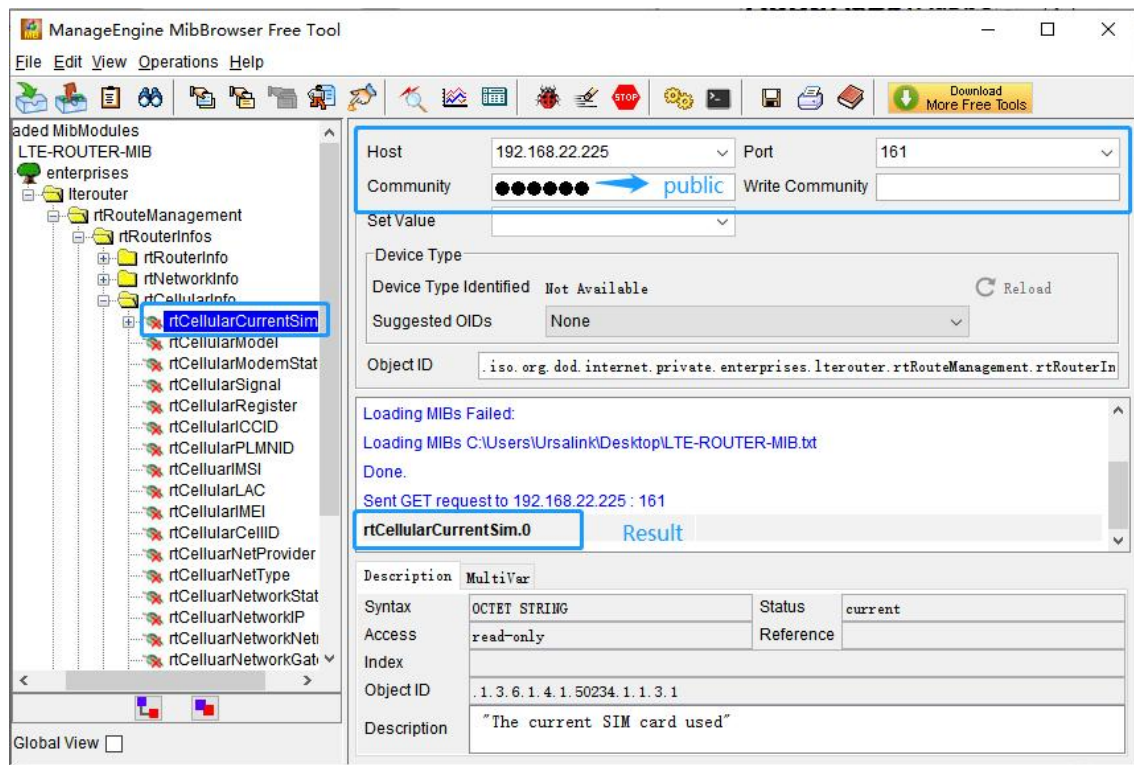 ManageEngine MibBrowser Free Tool
File Edit View Operations Help
STOP
Download
More Free Tools
aded MibModules
LTE-ROUTER-MIB
enterprises
lterouter
rtRouteManagement
rtRouterInfos
rtRouterInfo
rtNetworkInfo
rtCellularInfo
rtCellularCurrentSim
rtCellularModel
rtCellularModemStat
rtCellularSignal
rtCellularRegister
rtCellularICCID
rtCellularPLMNID
rtCelluarIMSI
rtCellularLAC
rtCellularIMEI
rtCellularCellID
rtCelluarNetProvider
rtCelluarNetType
rtCelluarNetworkStat
rtCelluarNetworkIP
rtCelluarNetworkNet
rtCelluarNetworkGat
Global View
Host 192.168.22.225 Port 161
Community ●●●●●● public Write Community
Set Value
Device Type
Device Type Identified Not Available Reload
Suggested OIDs None
Object ID .iso.org.dod.internet.private.enterprises.lterouter.rtRouteManagement.rtRouterIn
Loading MIBs Failed:
Loading MIBs C:\Users\Ursalink\Desktop\LTE-ROUTER-MIB.txt
Done.
Sent GET request to 192.168.22.225 : 161
rtCellularCurrentSim.0 Result
Description MultiVar
Syntax OCTET STRING Status current
Access read-only Reference
Index
Object ID .1.3.6.1.4.1.50234.1.1.3.1
Description "The current SIM card used"